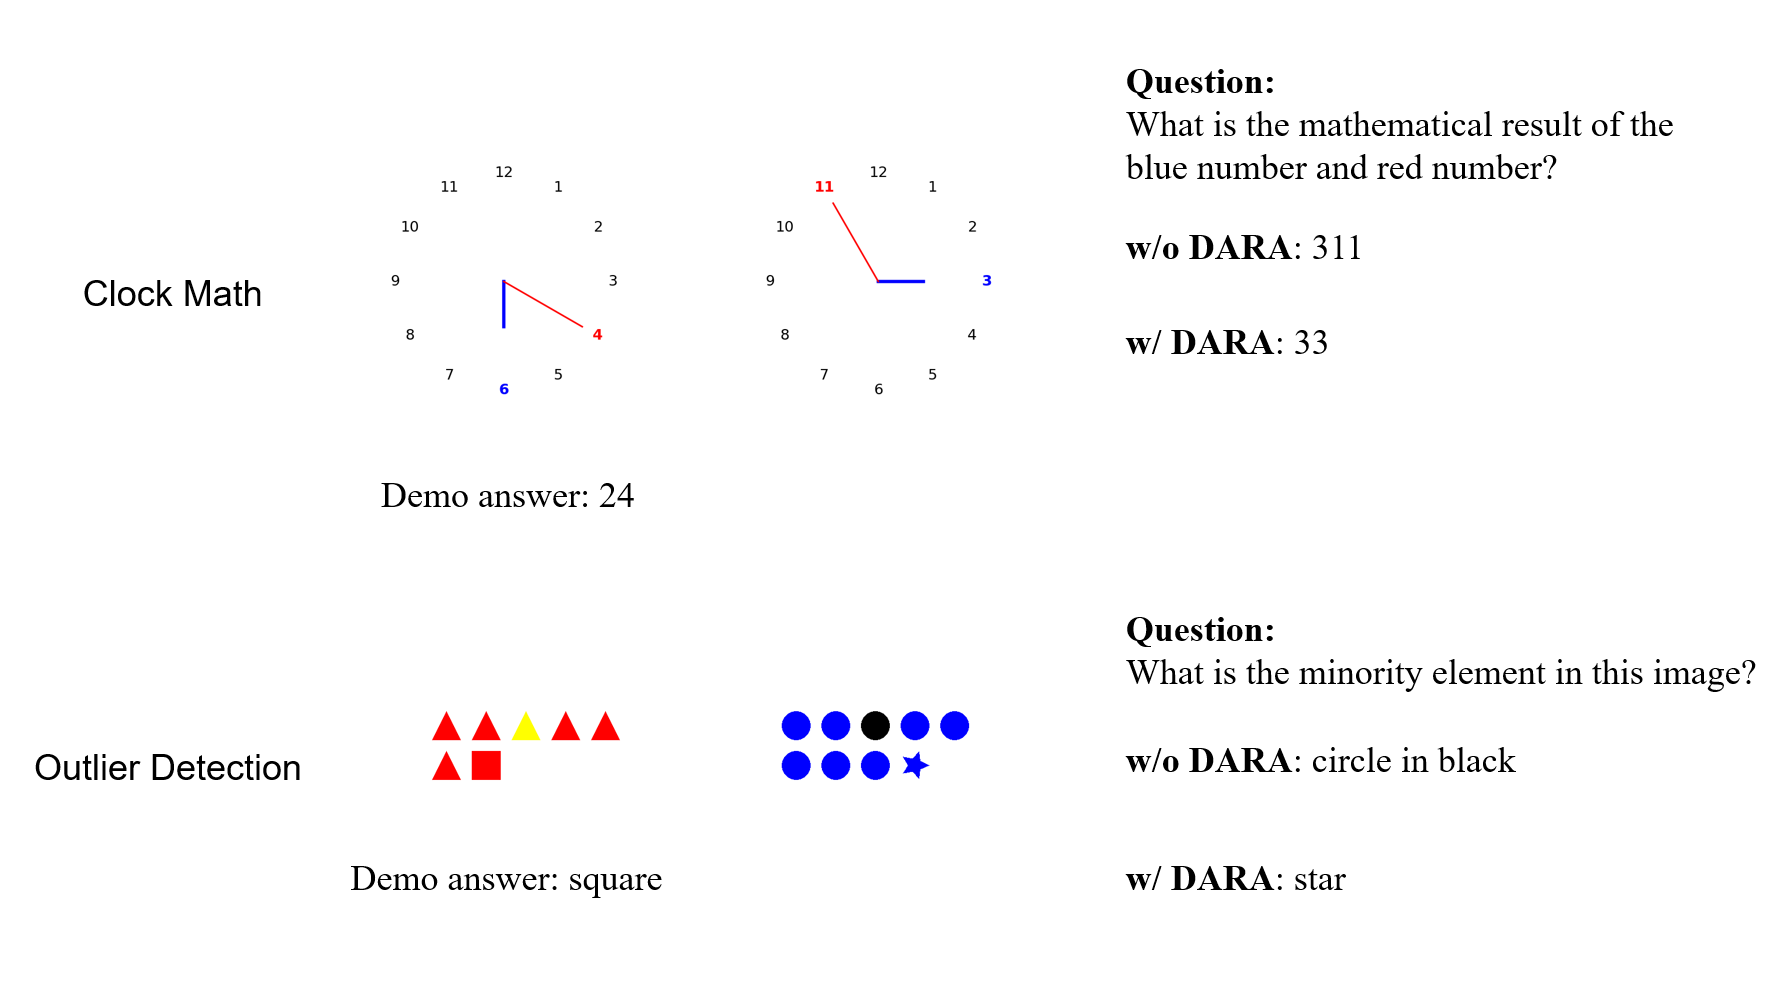 Clock Math
12
11
1
10
2
9
3
8
4
7
5
6
Demo answer: 24
12
11
1
10
2
9
3
8
4
7
5
6
Question:
What is the mathematical result of the
blue number and red number?
w/o DARA: 311
w/ DARA: 33
Outlier Detection
Demo answer: square
Question:
What is the minority element in this image?
w/o DARA: circle in black
w/ DARA: star